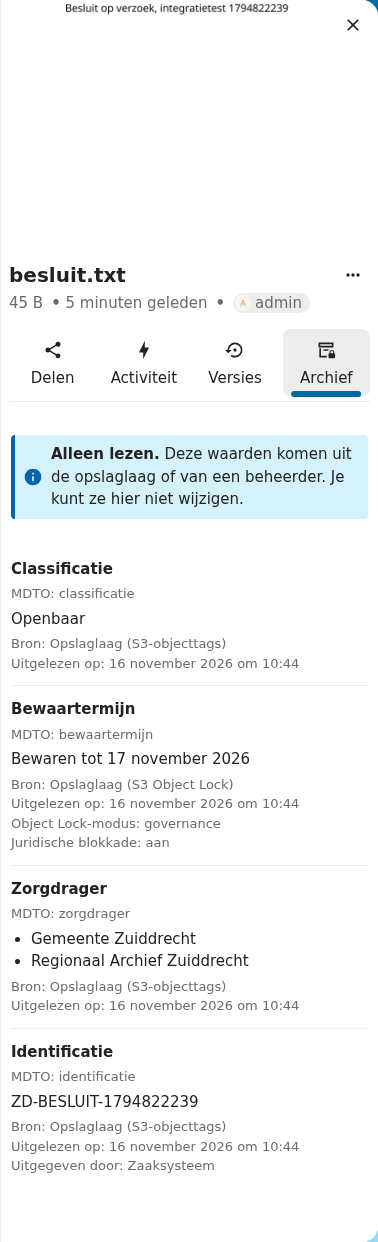 Besluit op verzoek, integratietest 1794822239
besluit.txt
45 B • 5 minuten geleden • A admin
Delen Activiteit Versies Archief
Alleen lezen. Deze waarden komen uit
de opslaglaag of van een beheerder. Je
kunt ze hier niet wijzigen.
Classificatie
MDTO: classificatie
Openbaar
Bron: Opslaglaag (S3-objecttags)
Uitgelezen op: 16 november 2026 om 10:44
Bewaartermijn
MDTO: bewaartermijn
Bewaren tot 17 november 2026
Bron: Opslaglaag (S3 Object Lock)
Uitgelezen op: 16 november 2026 om 10:44
Object Lock-modus: governance
Juridische blokkade: aan
Zorgdrager
MDTO: zorgdrager
• Gemeente Zuiddrecht
• Regionaal Archief Zuiddrecht
Bron: Opslaglaag (S3-objecttags)
Uitgelezen op: 16 november 2026 om 10:44
Identificatie
MDTO: identificatie
ZD-BESLUIT-1794822239
Bron: Opslaglaag (S3-objecttags)
Uitgelezen op: 16 november 2026 om 10:44
Uitgegeven door: Zaaksysteem